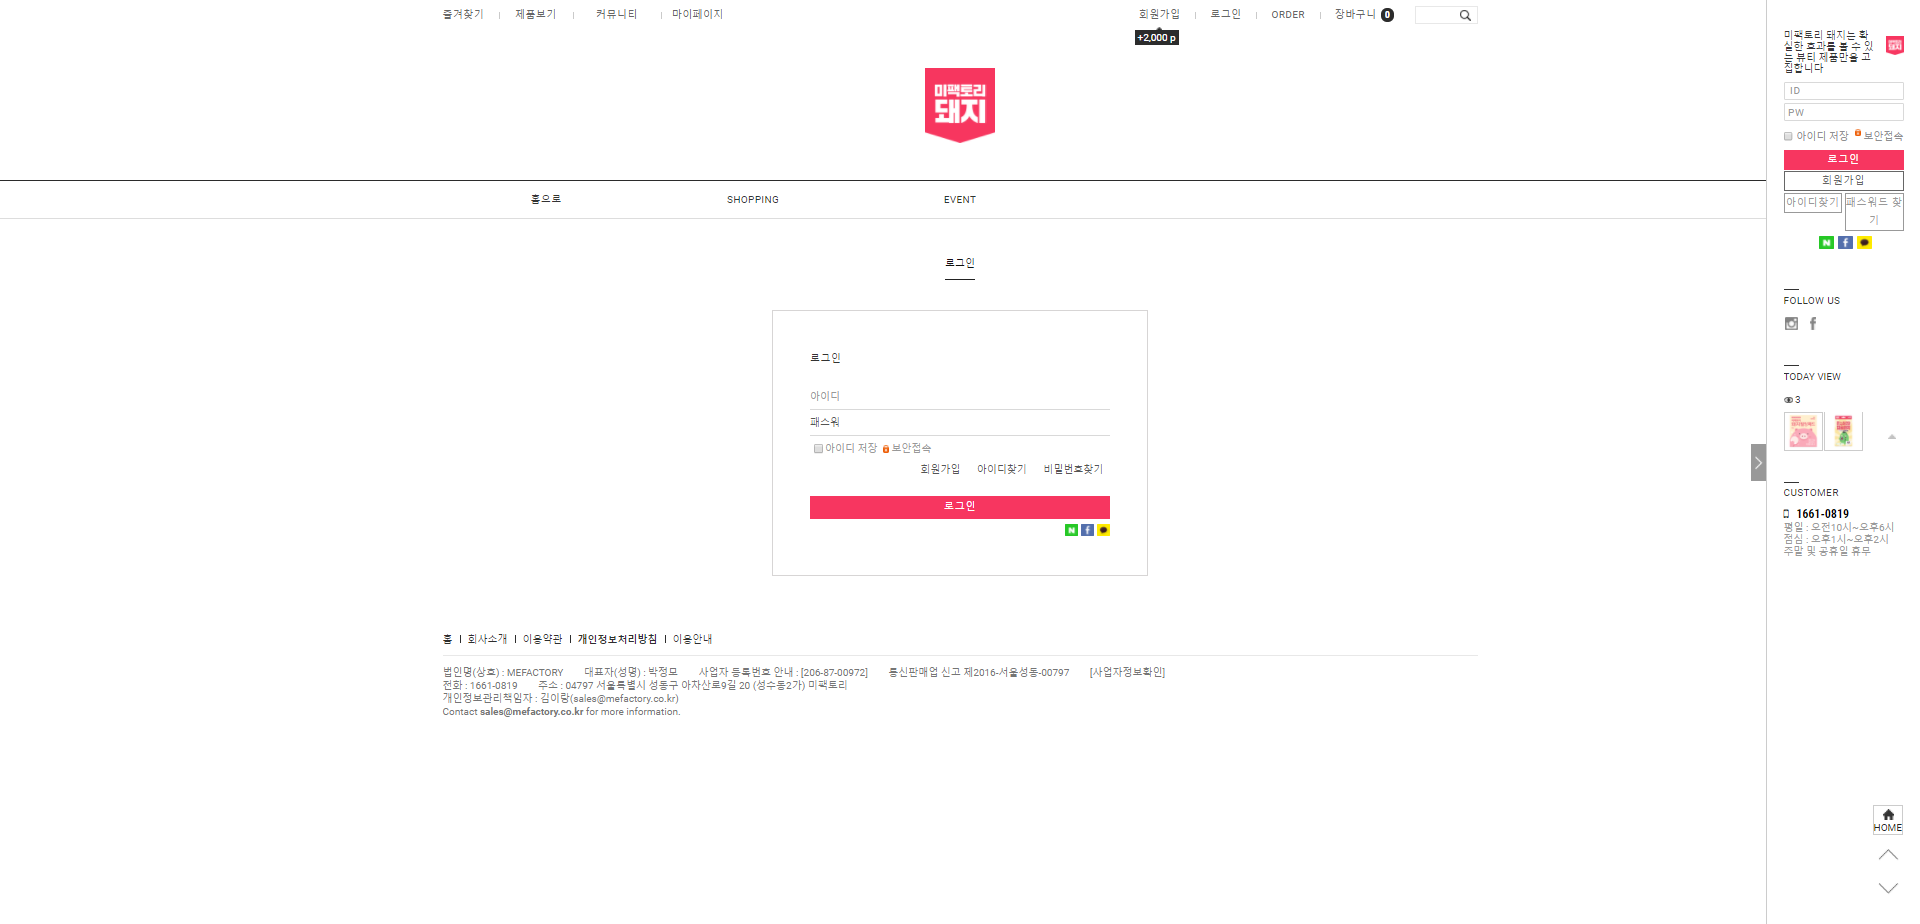 즐겨찾기 제품보기 커뮤니티 마이페이지
회원가입 로그인 ORDER 장바구니 0
+2,000 p
미팩토리
돼지
홈으로 SHOPPING EVENT
로그인
로그인
아이디
패스워
아이디 저장 보안접속
회원가입 아이디찾기 비밀번호찾기
로그인
홈 회사소개 이용약관 개인정보처리방침 이용안내
법인명(상호) : MEFACTORY 대표자(성명) : 박정므 사업자 등록번호 안내 : [206-87-00972] 통신판매업 신고 제2016-서울성동-00797 [사업자정보확인]
전화 : 1661-0819 주소 : 04797 서울특별시 성동구 아차산로9길 20 (성수동2가) 미팩토리
개인정보관리책임자 : 김이랑(sales@mefactory.co.kr)
Contact sales@mefactory.co.kr for more information.
미팩토리 돼지는 확
실한 효과를 볼 수 있
는 뷰티 제품만을 고
집합니다
ID
PW
아이디 저장 보안접속
로그인
회원가입
아이디찾기 패스워드 찾
기
FOLLOW US
TODAY VIEW
3
CUSTOMER
1661-0819
평일 : 오전10시~오후6시
점심 : 오후1시~오후2시
주말 및 공휴일 휴무
HOME